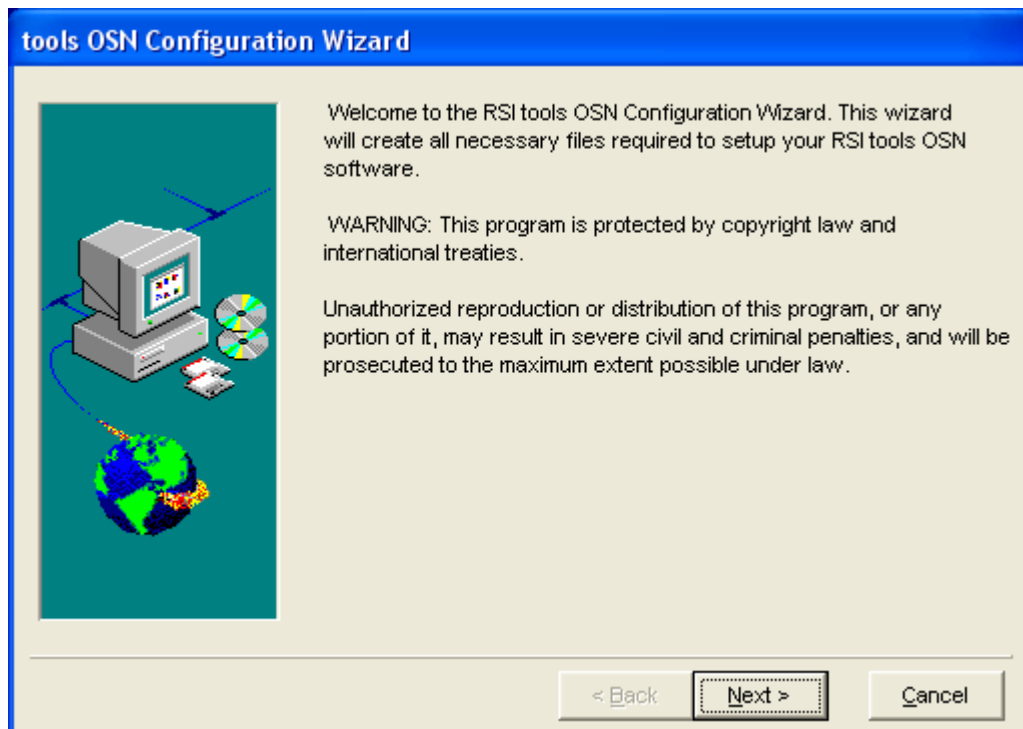 tools OSN Configuration Wizard
Welcome to the RSI tools OSN Configuration Wizard. This wizard
will create all necessary files required to setup your RSI tools OSN
software.
WARNING: This program is protected by copyright law and
international treaties.
Unauthorized reproduction or distribution of this program, or any
portion of it, may result in severe civil and criminal penalties, and will be
prosecuted to the maximum extent possible under law.
< Back
Next >
Cancel